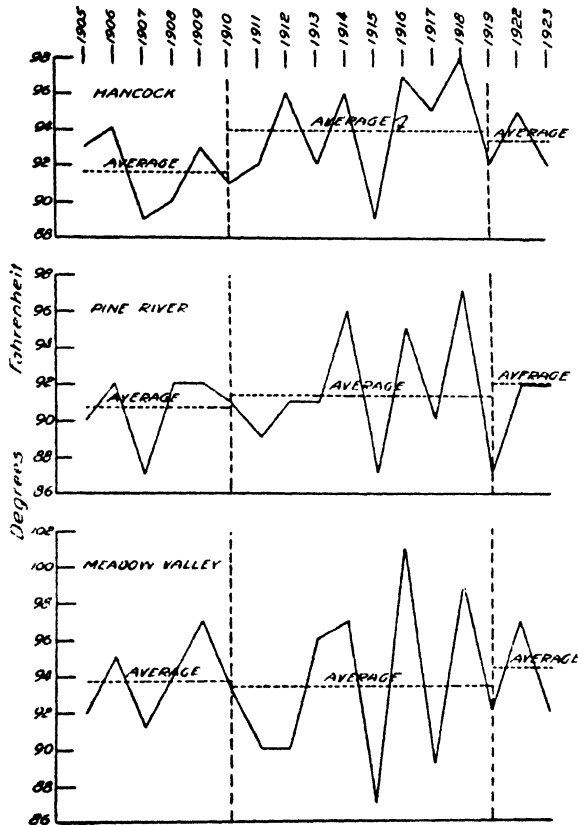 1905 1906 1907 1908 1909 1910 1911 1912 1913 1914 1915 1916 1917 1918 1919 1922 1923
98
96
HANCOCK
AVERAGE
94
AVERAGE
92
AVERAGE
90
88
Degrees Fahrenheit
98
96
PINE RIVER
94
92
AVERAGE
AVERAGE
AVERAGE
90
88
86
102
100
MEADOW VALLEY
98
96
AVERAGE
94
AVERAGE
AVERAGE
92
90
88
86